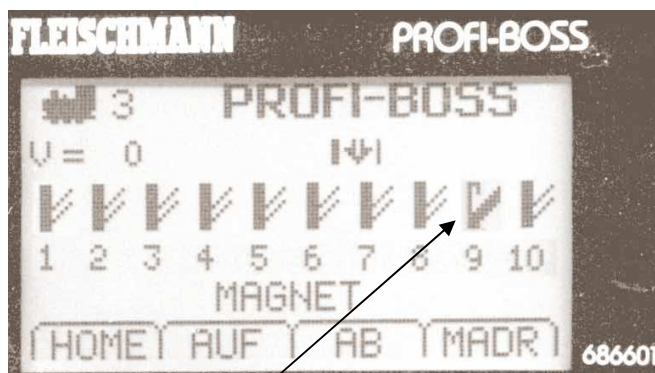 FLEISCHMANN PROFI-BOSS
3 PROFI-BOSS
V= 0
1 2 3 4 5 6 7 8 9 10
MAGNET
HOME AUF AB MADR
686601